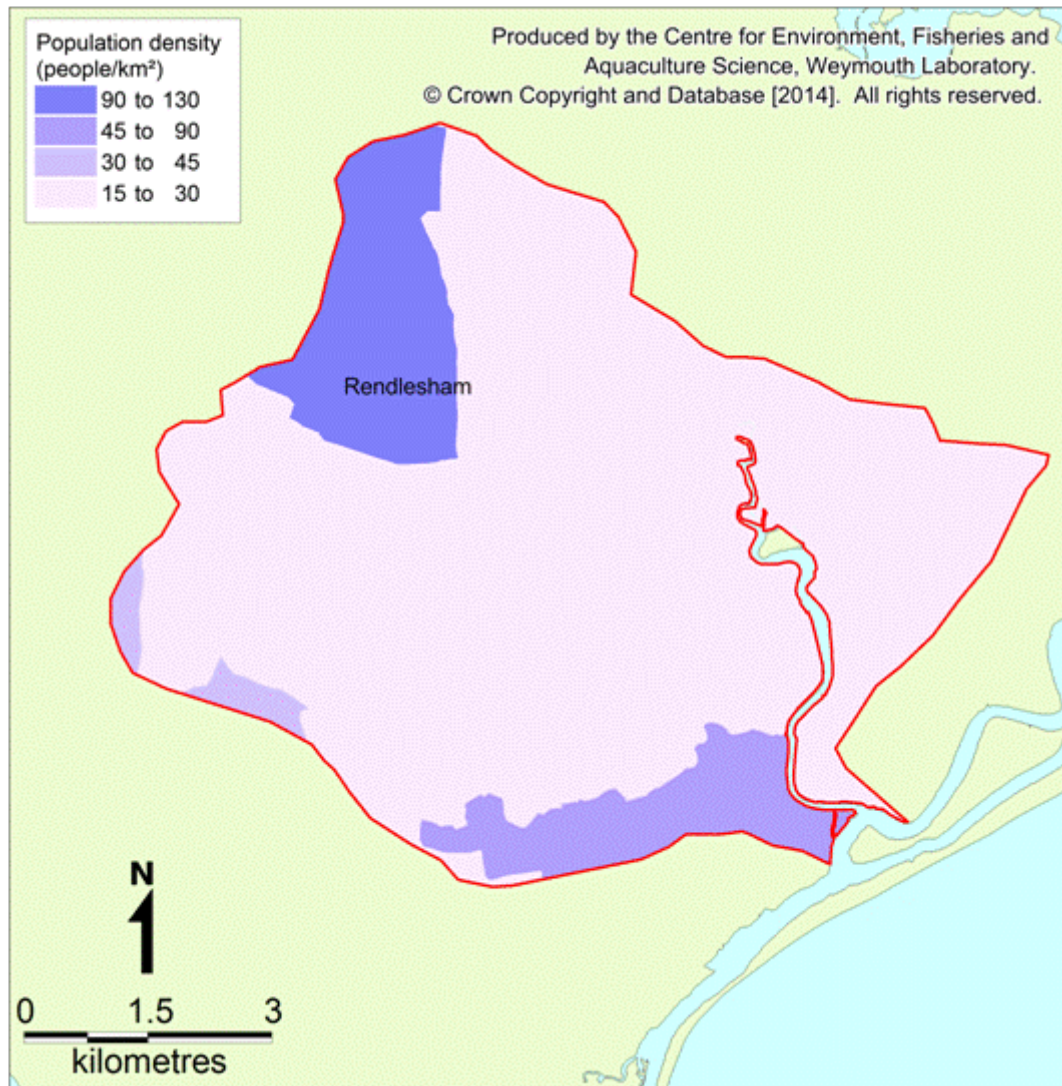 Population density
(people/km²)
90 to 130
45 to 90
30 to 45
15 to 30
Produced by the Centre for Environment, Fisheries and
Aquaculture Science, Weymouth Laboratory.
© Crown Copyright and Database [2014]. All rights reserved.
Rendlesham
N
0 1.5 3
kilometres